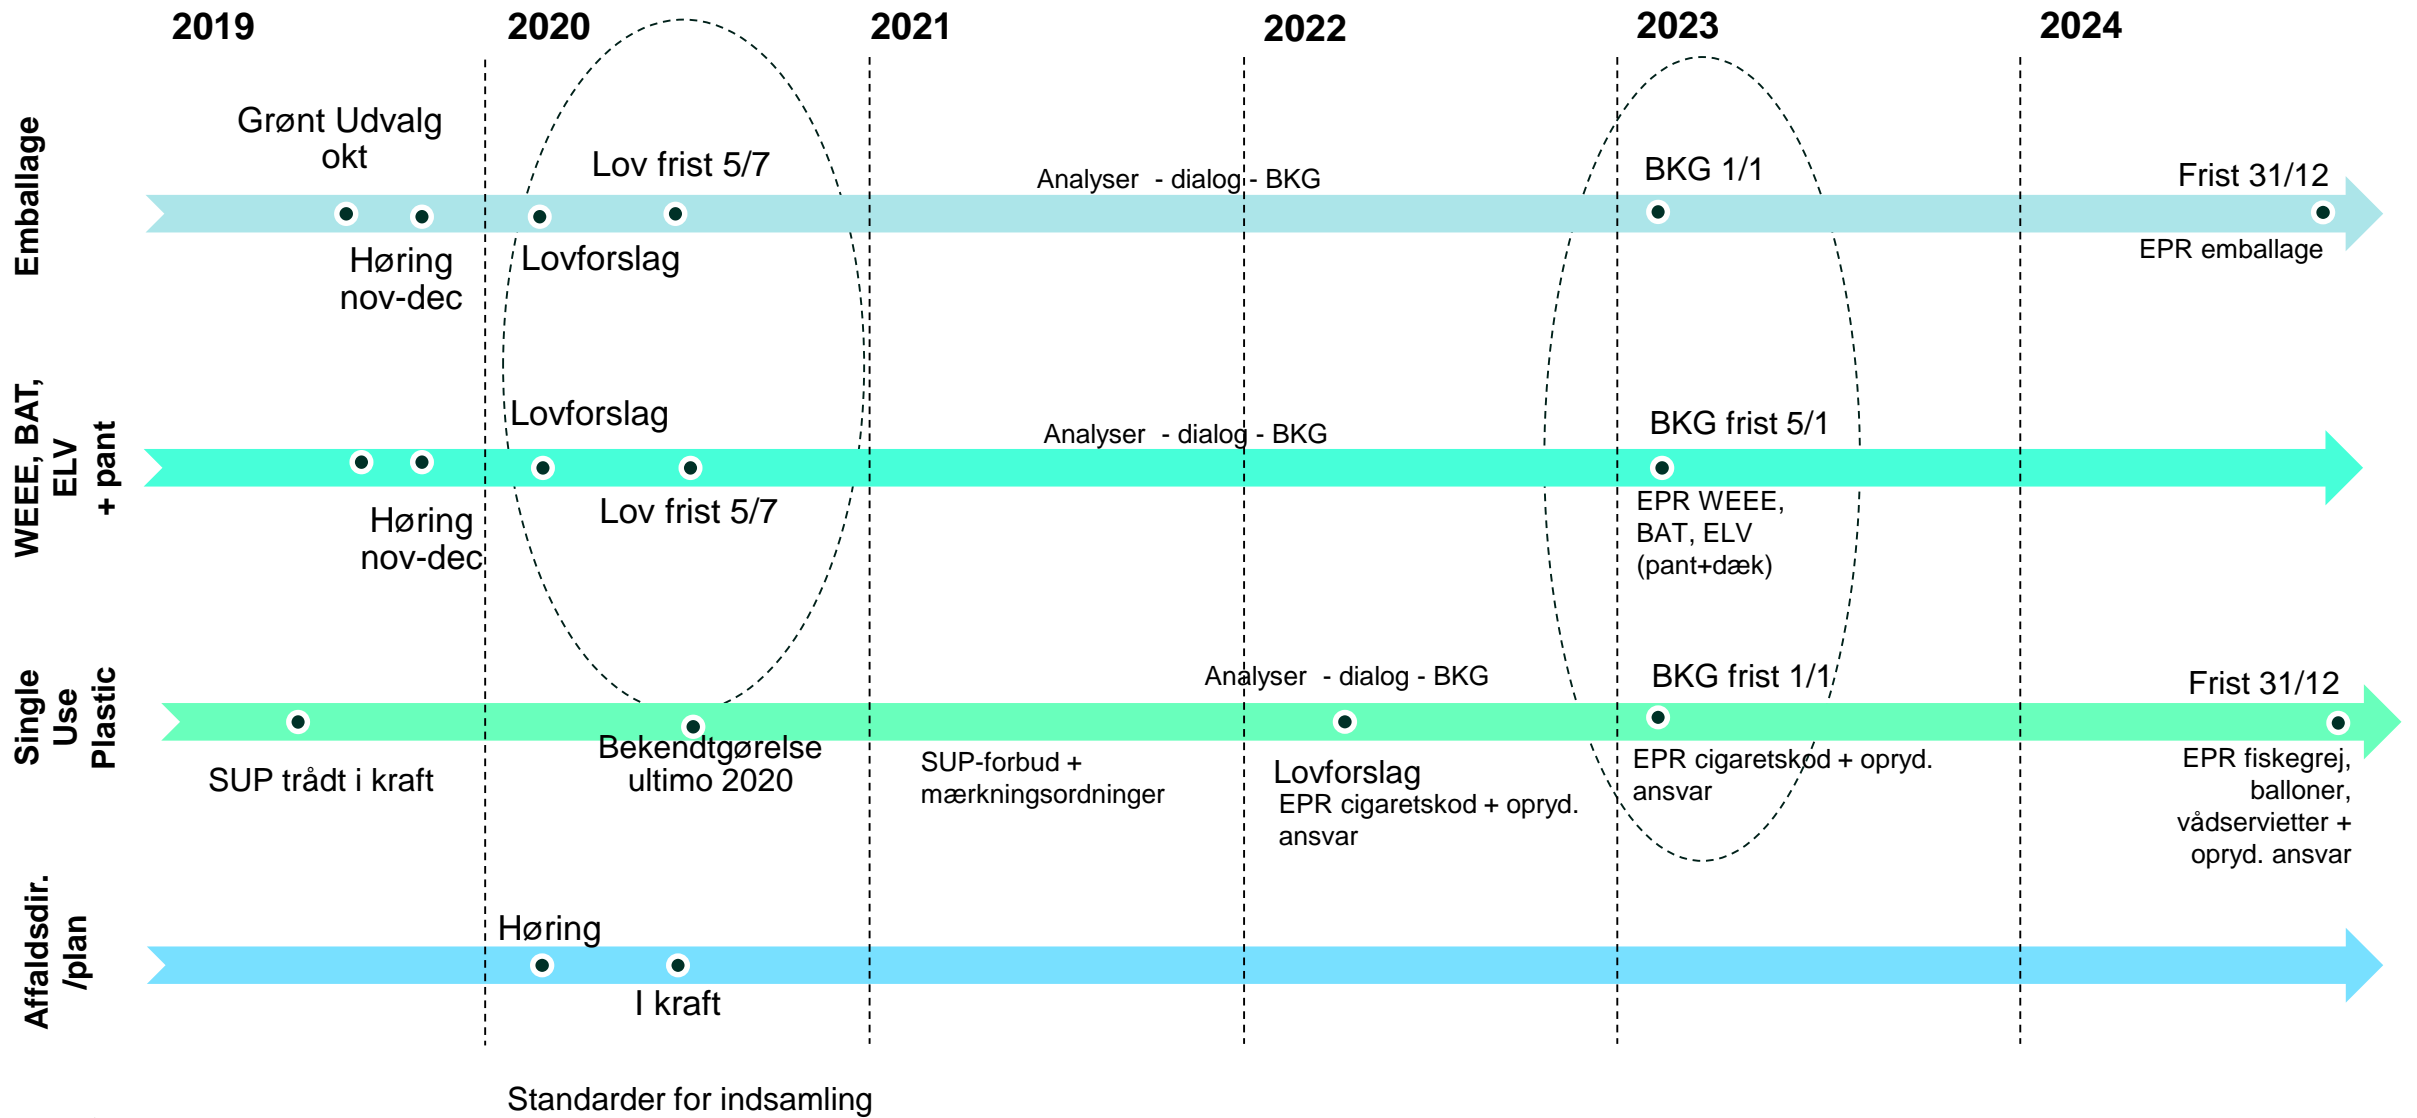 2019
2020
2021
2022
2023
2024
Emballage
Grønt Udvalg
okt
Høring
nov-dec
Lovforslag
Lov frist 5/7
Analyser - dialog - BKG
BKG 1/1
Frist 31/12
EPR emballage
WEEE, BAT,
ELV
+ pant
Høring
nov-dec
Lovforslag
Lov frist 5/7
Analyser - dialog - BKG
BKG frist 5/1
EPR WEEE,
BAT, ELV
(pant+dæk)
Single
Use
Plastic
SUP trådt i kraft
Bekendtgørelse
ultimo 2020
SUP-forbud +
mærkningsordninger
Analyser - dialog - BKG
Lovforslag
EPR cigaretskod + opryd.
ansvar
BKG frist 1/1
EPR cigaretskod + opryd.
ansvar
Frist 31/12
EPR fiskegrej,
balloner,
vådservietter +
opryd. ansvar
Affaldsdir.
/plan
Høring
I kraft
Standarder for indsamling